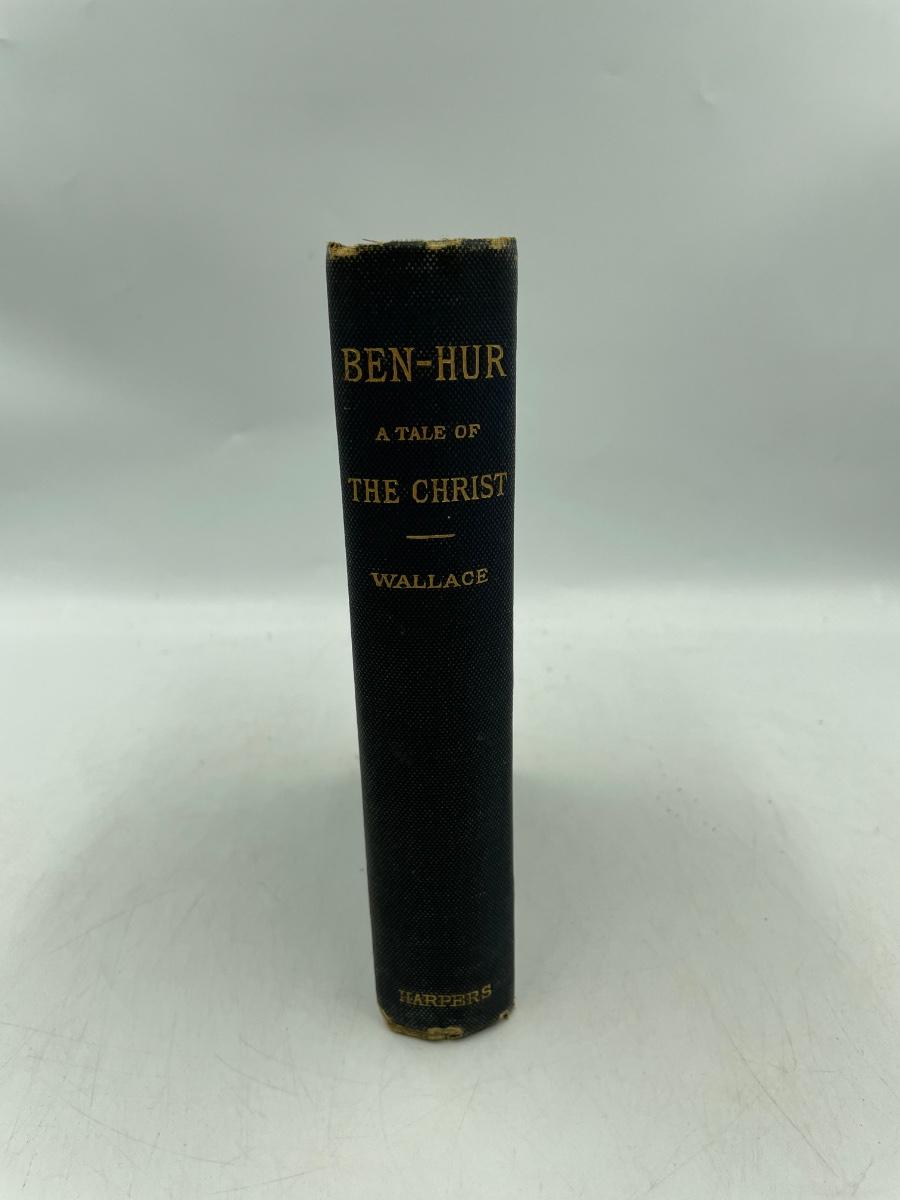 BEN-HUR
A TALE OF
THE CHRIST
WALLACE
HARPERS